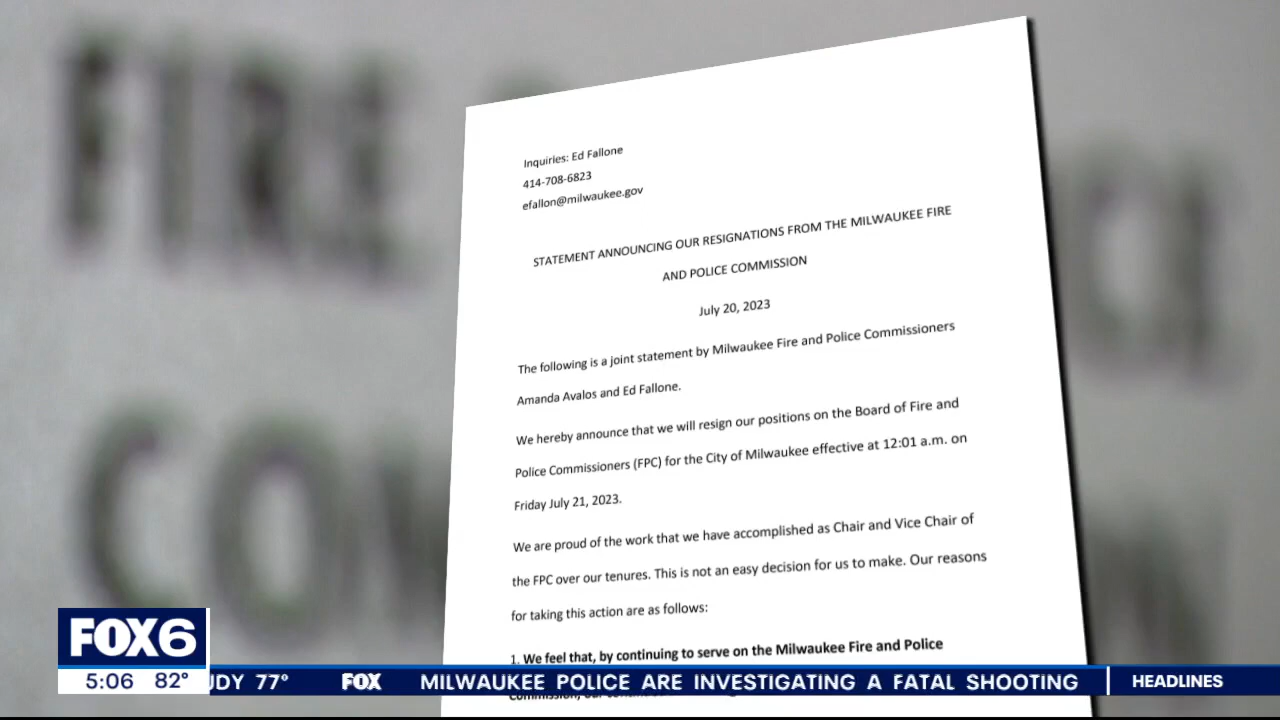 FIRE
Inquiries: Ed Fallone
414-708-6823
efallon@milwaukee.gov
STATEMENT ANNOUNCING OUR RESIGNATIONS FROM THE MILWAUKEE FIRE
AND POLICE COMMISSION
July 20, 2023
The following is a joint statement by Milwaukee Fire and Police Commissioners
Amanda Avalos and Ed Fallone.
We hereby announce that we will resign our positions on the Board of Fire and
Police Commissioners (FPC) for the City of Milwaukee effective at 12:01 a.m. on
Friday July 21, 2023.
We are proud of the work that we have accomplished as Chair and Vice Chair of
the FPC over our tenures. This is not an easy decision for us to make. Our reasons
for taking this action are as follows:
1. We feel that, by continuing to serve on the Milwaukee Fire and Police
FOX6
5:06 82° UDY 77° FOX MILWAUKEE POLICE ARE INVESTIGATING A FATAL SHOOTING HEADLINES